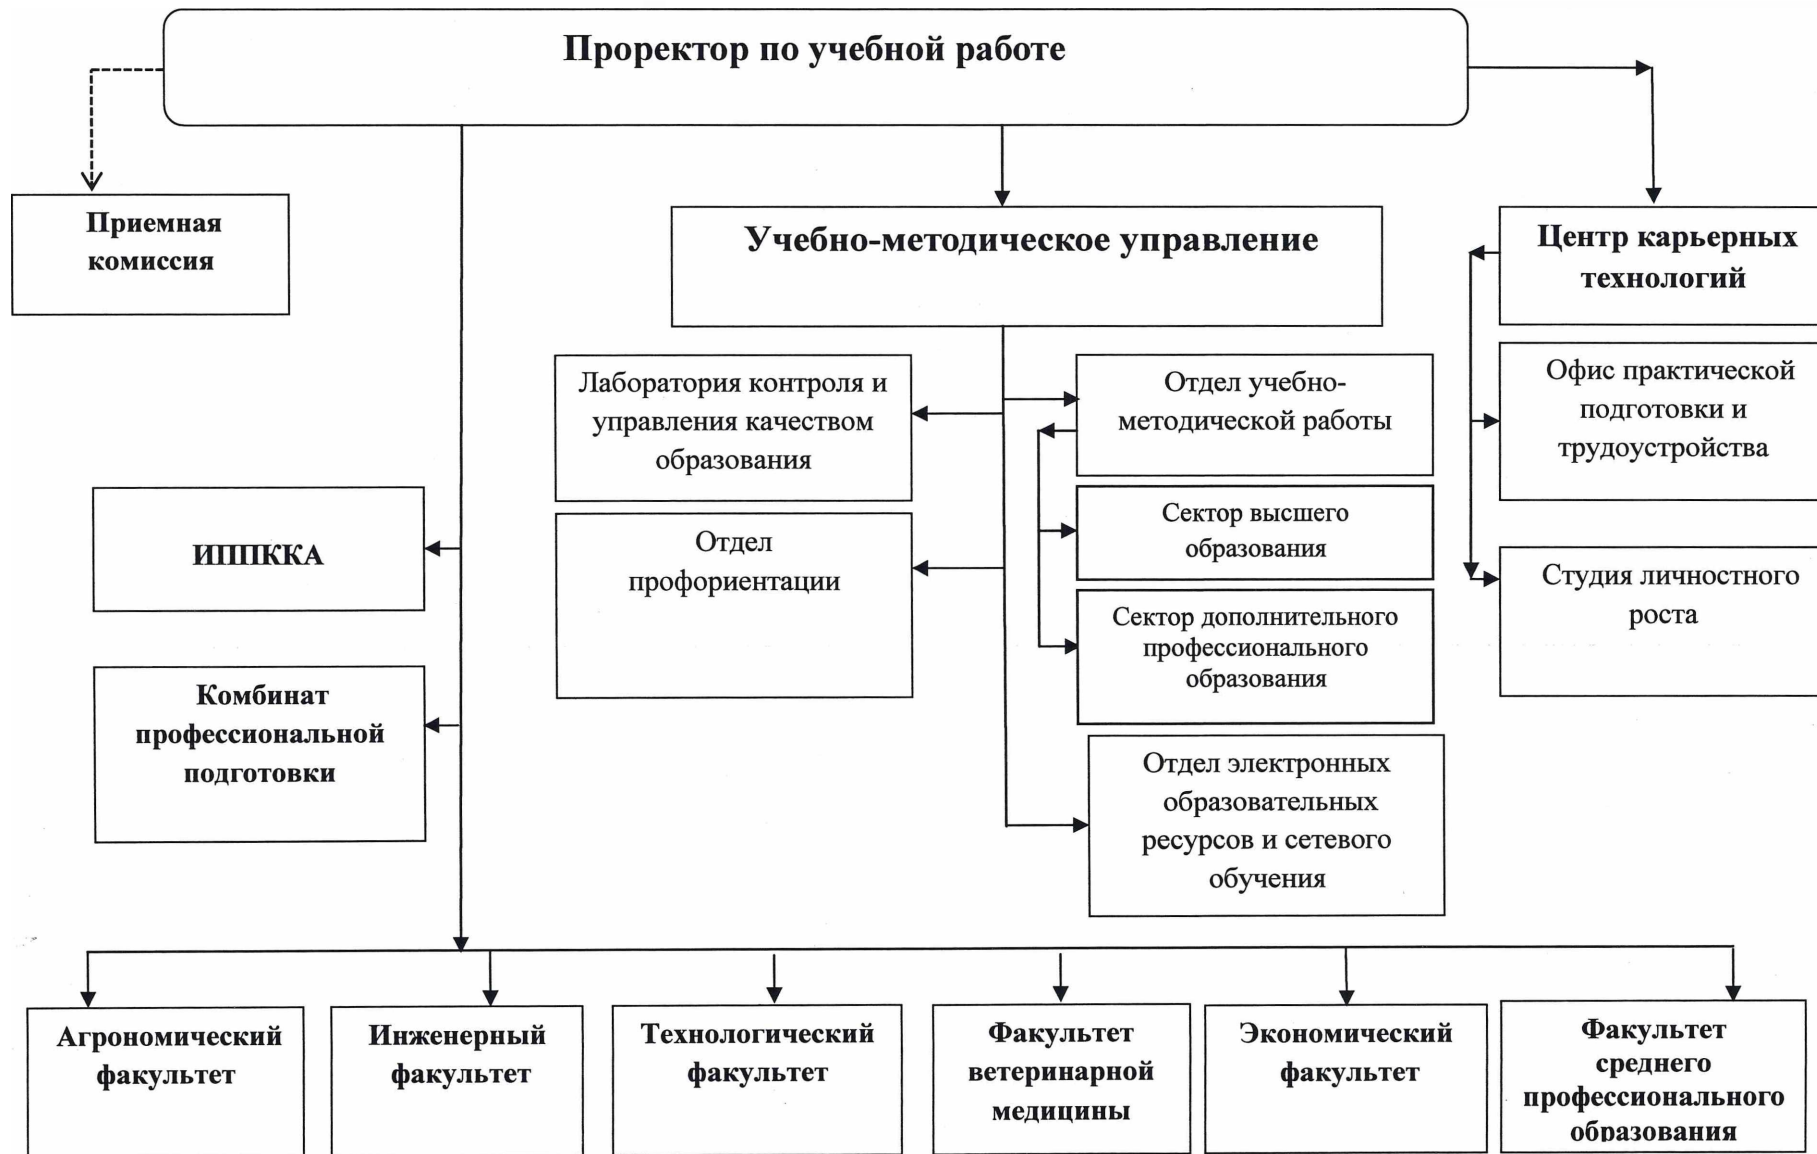 Проректор по учебной работе
Приемная
комиссия
Учебно-методическое управление
Центр карьерных
технологий
Лаборатория контроля и
управления качеством
образования
Отдел учебно-
методической работы
Офис практической
подготовки и
трудоустройства
ИППККА
Отдел
профориентации
Сектор высшего
образования
Студия личностного
роста
Сектор дополнительного
профессионального
образования
Комбинат
профессиональной
подготовки
Отдел электронных
образовательных
ресурсов и сетевого
обучения
Агрономический
факультет
Инженерный
факультет
Технологический
факультет
Факультет
ветеринарной
медицины
Экономический
факультет
Факультет
среднего
профессионального
образования